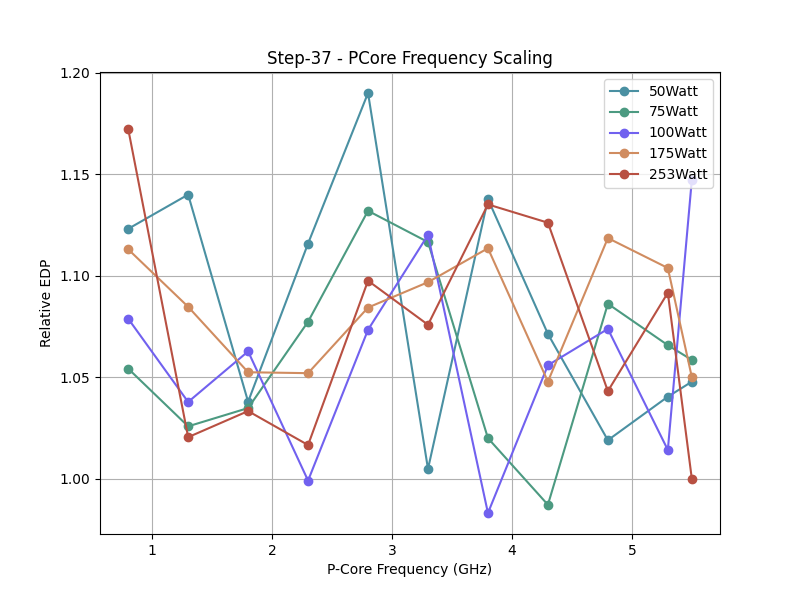 Step-37 - PCore Frequency Scaling
1.20
1.15
1.10
1.05
1.00
Relative EDP
50Watt
75Watt
100Watt
175Watt
253Watt
1 2 3 4 5
P-Core Frequency (GHz)